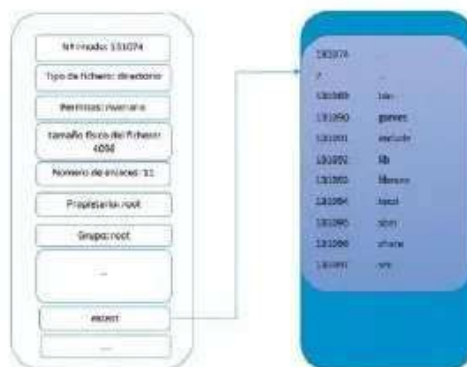 Nº Inodo: 131074
Tipo de fichero: directorio
Permisos: rwxr-xr-x
tamaño físico del fichero:
4096
Número de enlaces: 11
Propietario: root
Grupo: root
...
extent
....
131074 .
2 ..
131089 bin
131090 games
131091 include
131092 lib
131093
131094 local
131095 sbin
131096 share
131097 src